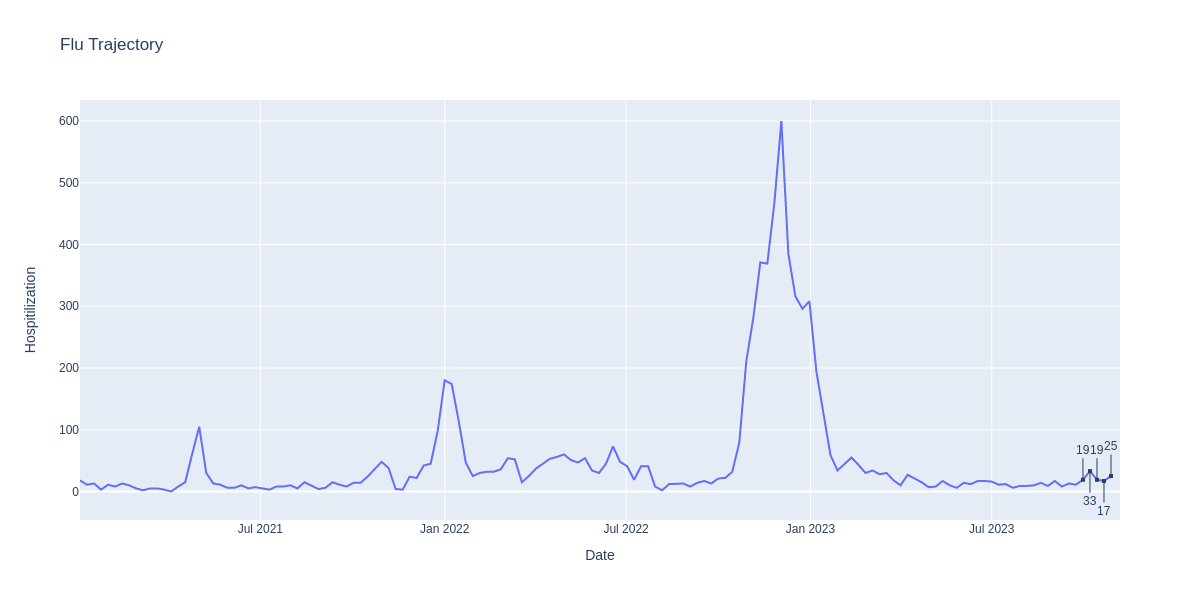 Flu Trajectory
Hospitilization
600
500
400
300
200
100
0
19
33
19
17
25
Jul 2021
Jan 2022
Jul 2022
Jan 2023
Jul 2023
Date